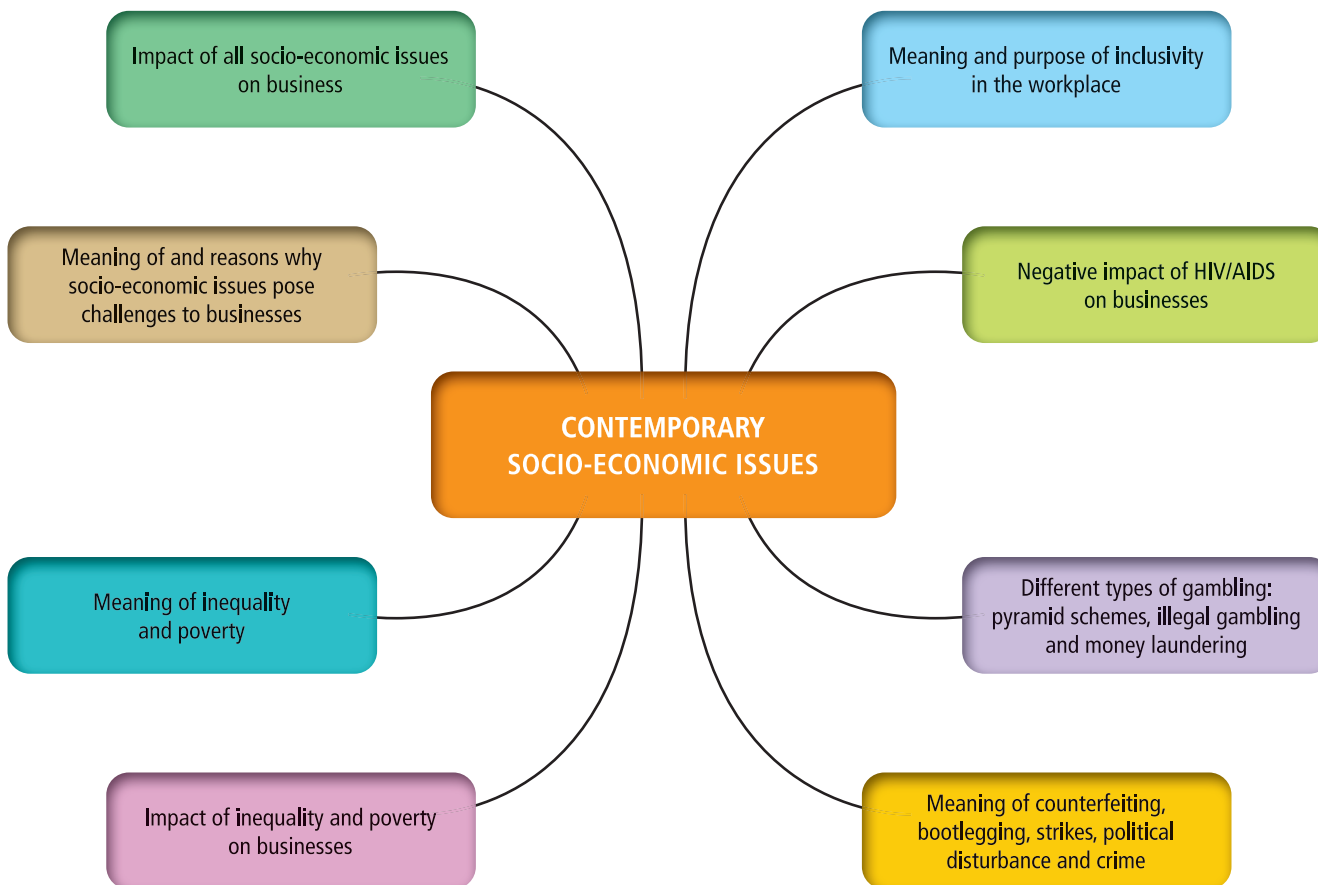 Impact of all socio-economic issues
on business
Meaning and purpose of inclusivity
in the workplace
Meaning of and reasons why
socio-economic issues pose
challenges to businesses
Negative impact of HIV/AIDS
on businesses
CONTEMPORARY
SOCIO-ECONOMIC ISSUES
Meaning of inequality
and poverty
Different types of gambling:
pyramid schemes, illegal gambling
and money laundering
Impact of inequality and poverty
on businesses
Meaning of counterfeiting,
bootlegging, strikes, political
disturbance and crime